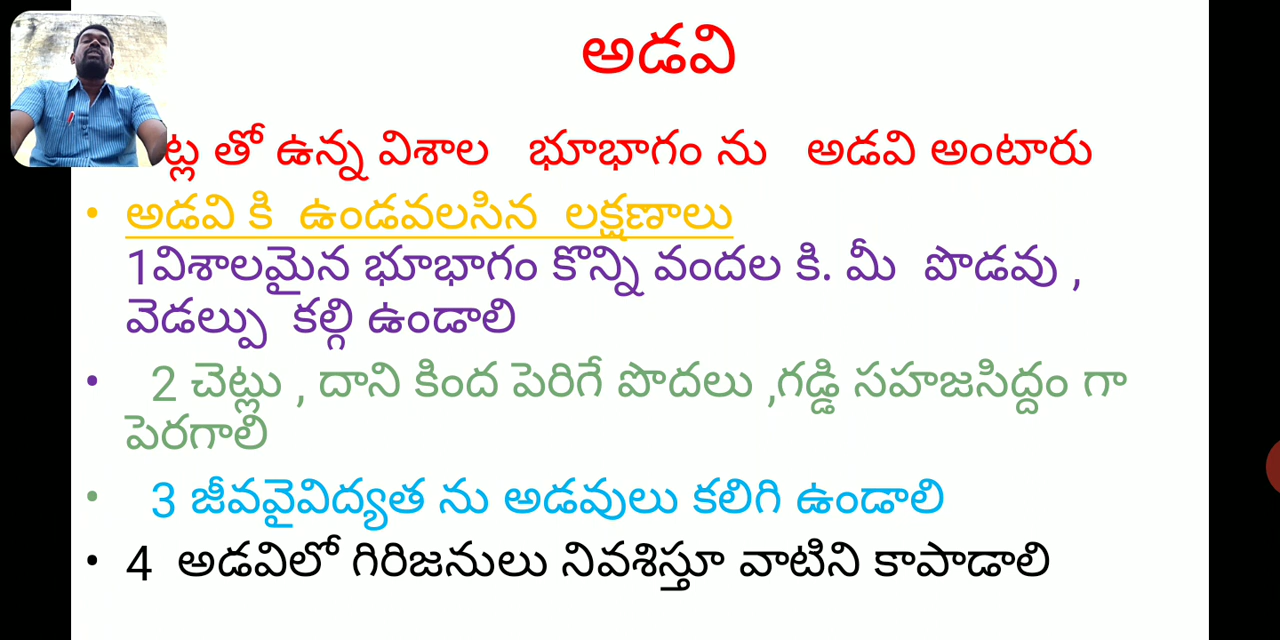 అడవి
తో ఉన్న విశాల భూభాగం ను అడవి అంటారు
• అడవి కి ఉండవలసిన లక్షణాలు
1విశాలమైన భూభాగం కొన్ని వందల కి. మీ పొడవు ,
వెడల్పు కల్గి ఉండాలి
• 2 చెట్లు , దాని కింద పెరిగే పొదలు ,గడ్డి సహజసిద్దం గా
పెరగాలి
• 3 జీవవైవిద్యత ను అడవులు కలిగి ఉండాలి
• 4 అడవిలో గిరిజనులు నివశిస్తూ వాటిని కాపాడాలి